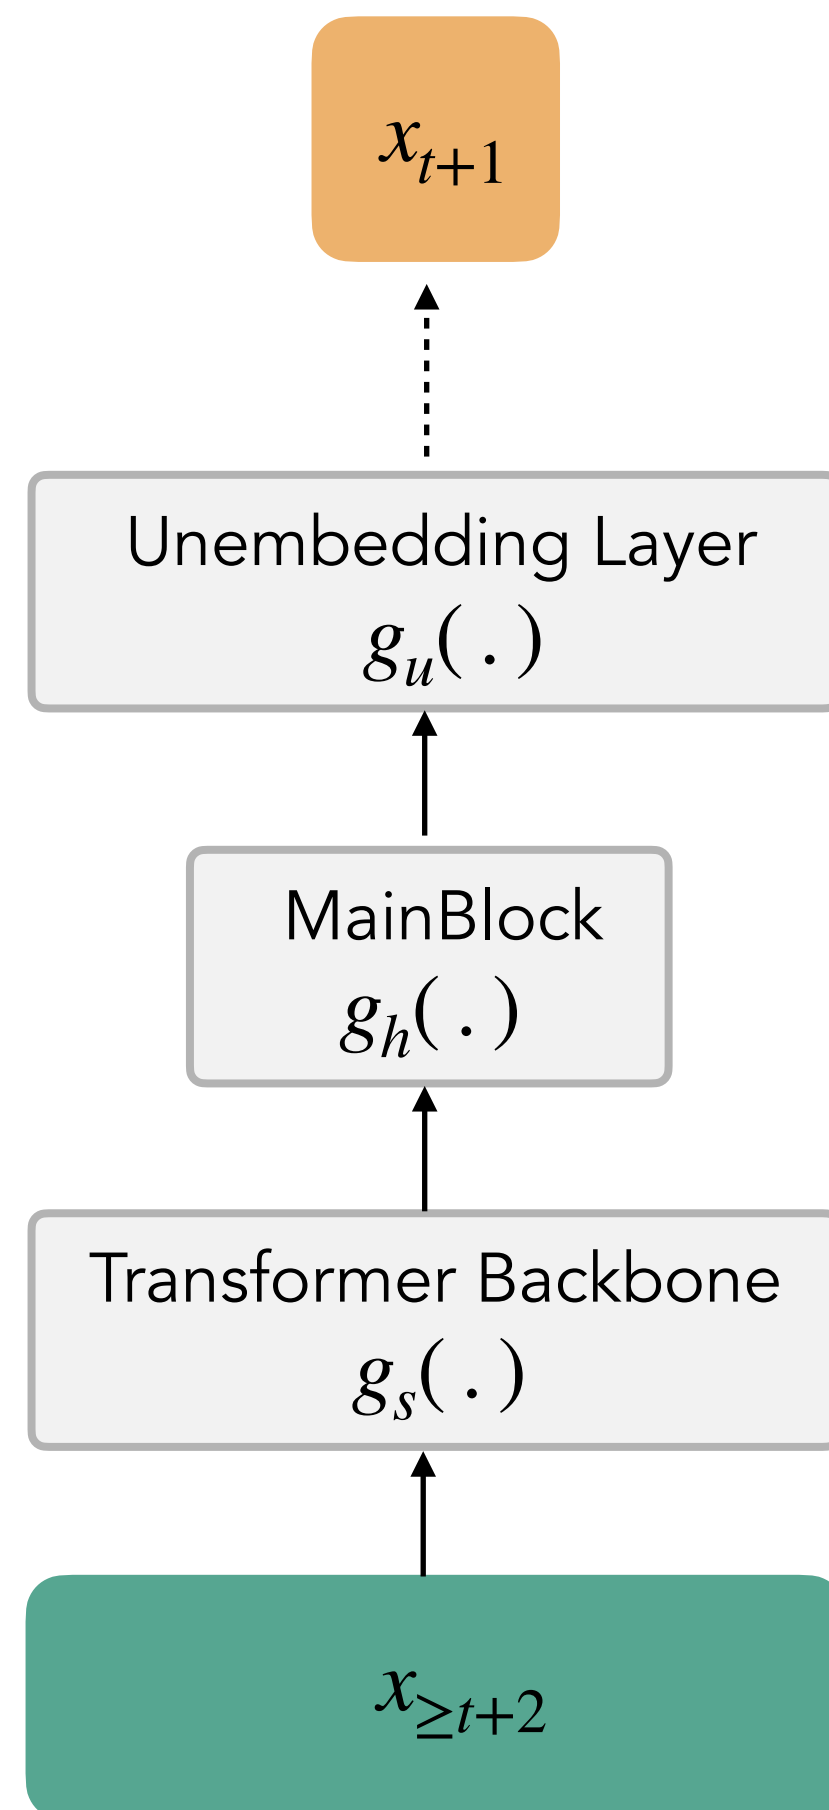 x_{t+1}
Unembedding Layer
g_u(.)
MainBlock
g_h(.)
Transformer Backbone
g_s(.)
x_{≥t+2}